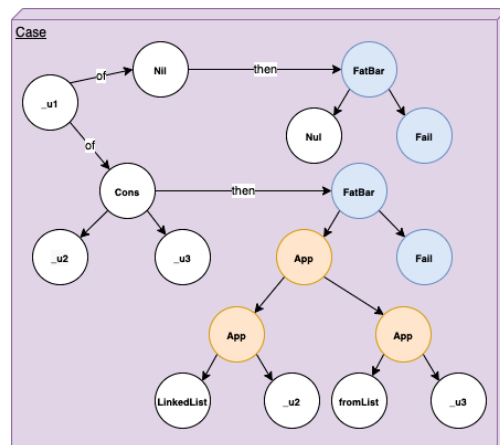 Case
of
Nil
then
FatBar
_u1
Nul
Fail
of
Cons
then
FatBar
_u2
_u3
App
Fail
App
App
LinkedList
_u2
fromList
_u3